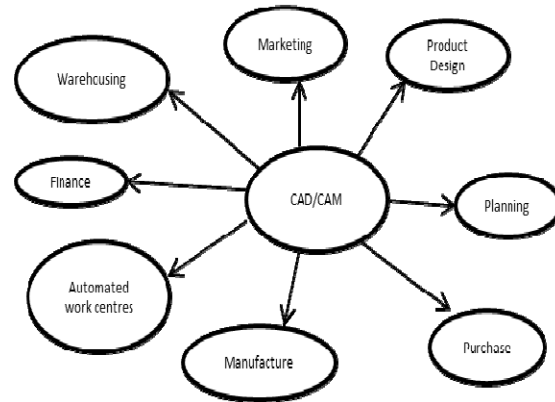 Marketing
Product
Design
Warehcusing
Finance
CAD/CAM
Planning
Automated
work centres
Manufacture
Purchase